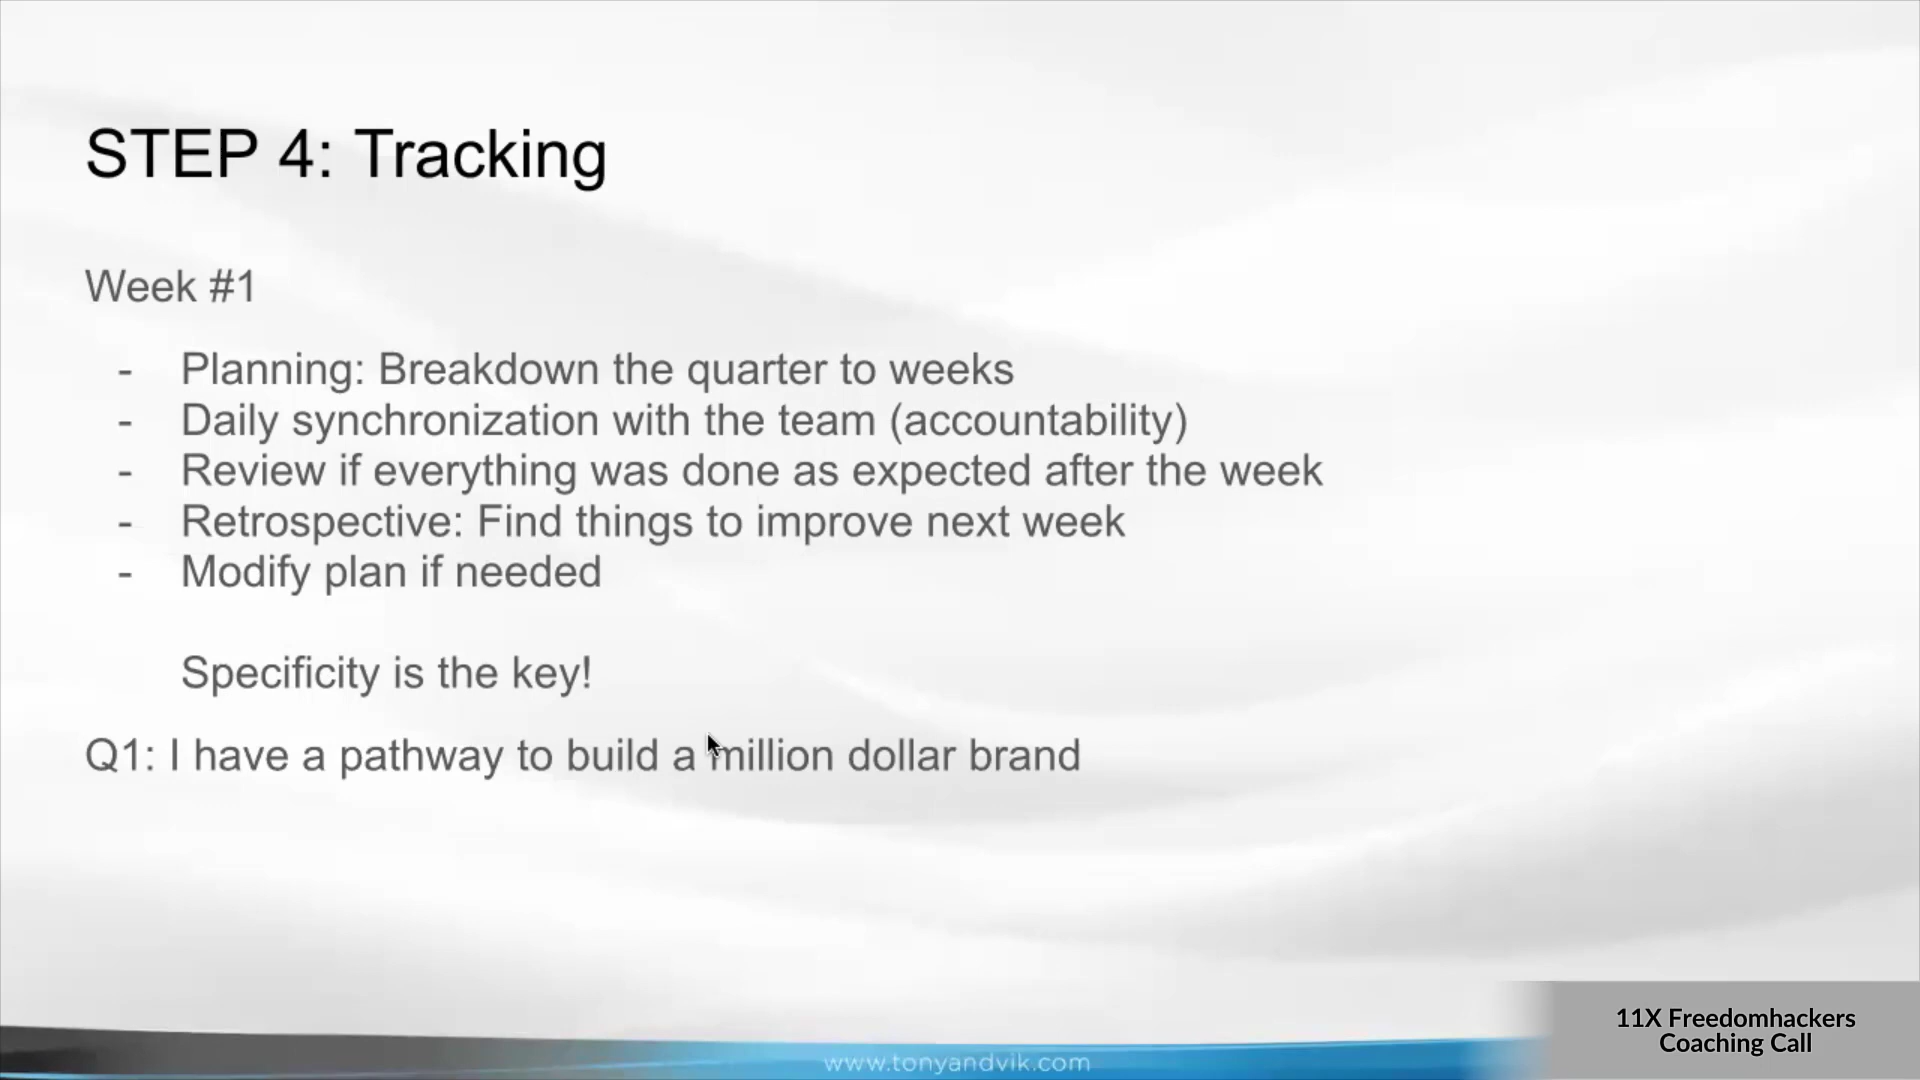 STEP 4: Tracking
Week #1
- Planning: Breakdown the quarter to weeks
- Daily synchronization with the team (accountability)
- Review if everything was done as expected after the week
- Retrospective: Find things to improve next week
- Modify plan if needed
Specificity is the key!
Q1: I have a pathway to build a million dollar brand
www.tonyandvik.com
11X Freedomhackers
Coaching Call